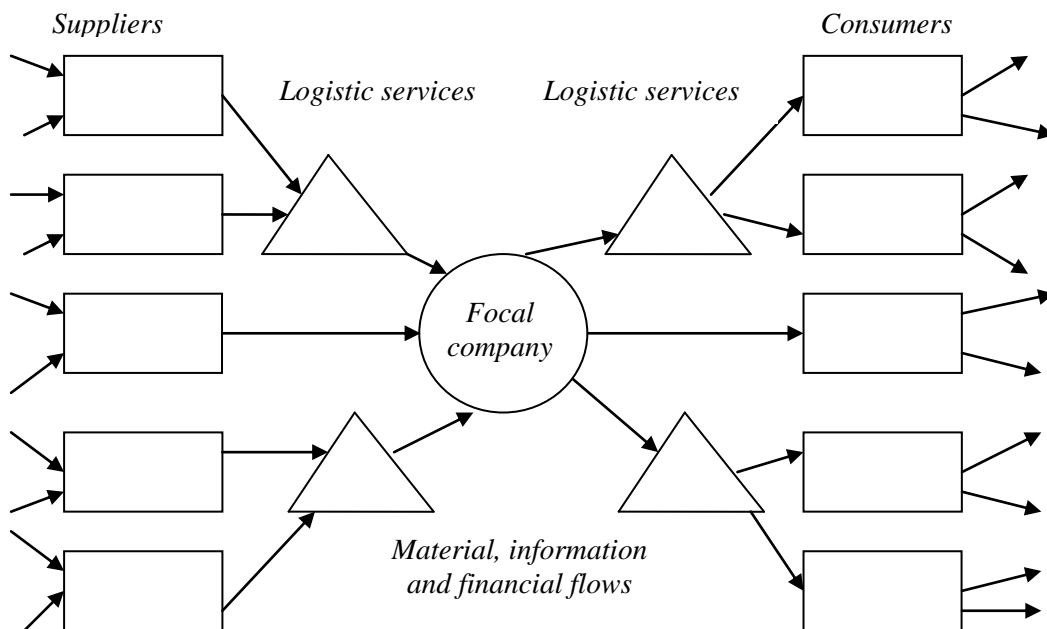 Suppliers
Consumers
Logistic services
Logistic services
Focal
company
Material, information
and financial flows